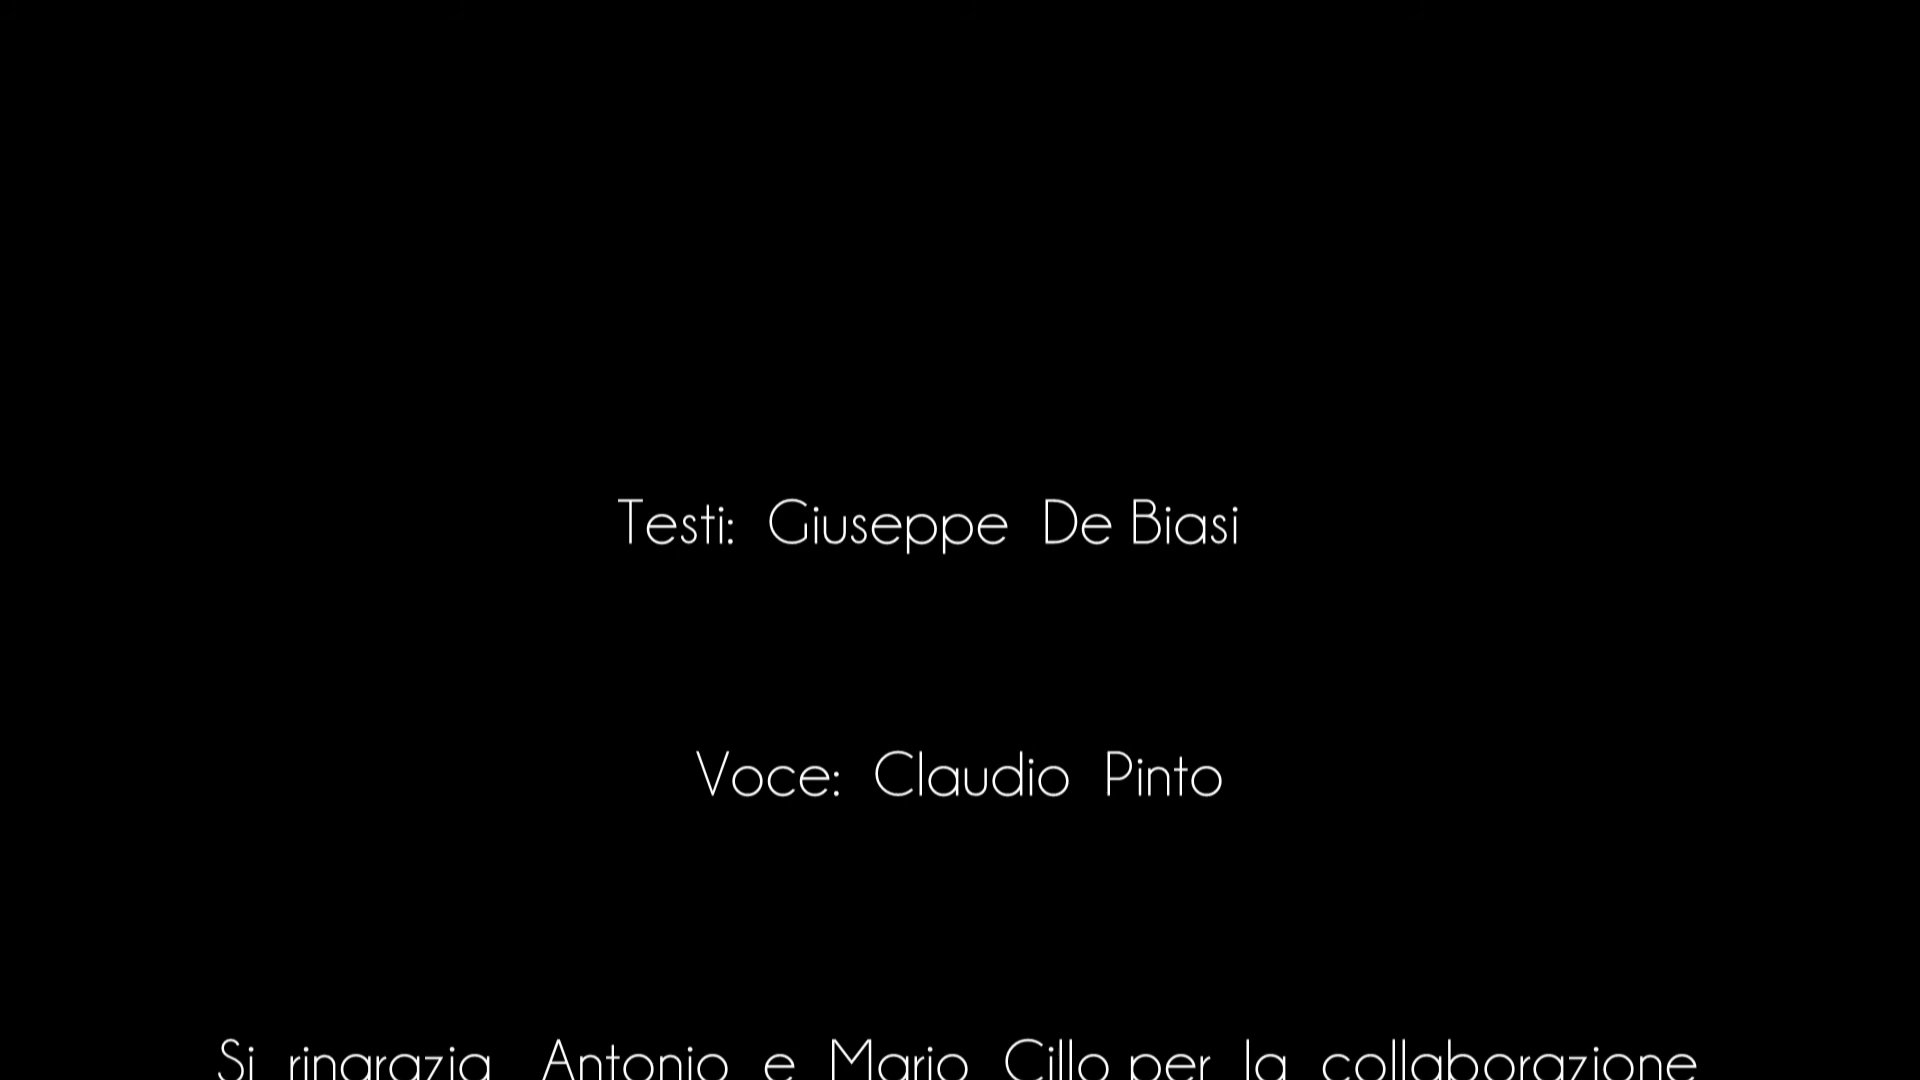 Testi: Giuseppe De Biasi
Voce: Claudio Pinto
Si ringrazia Antonio e Mario Cillo per la collaborazione